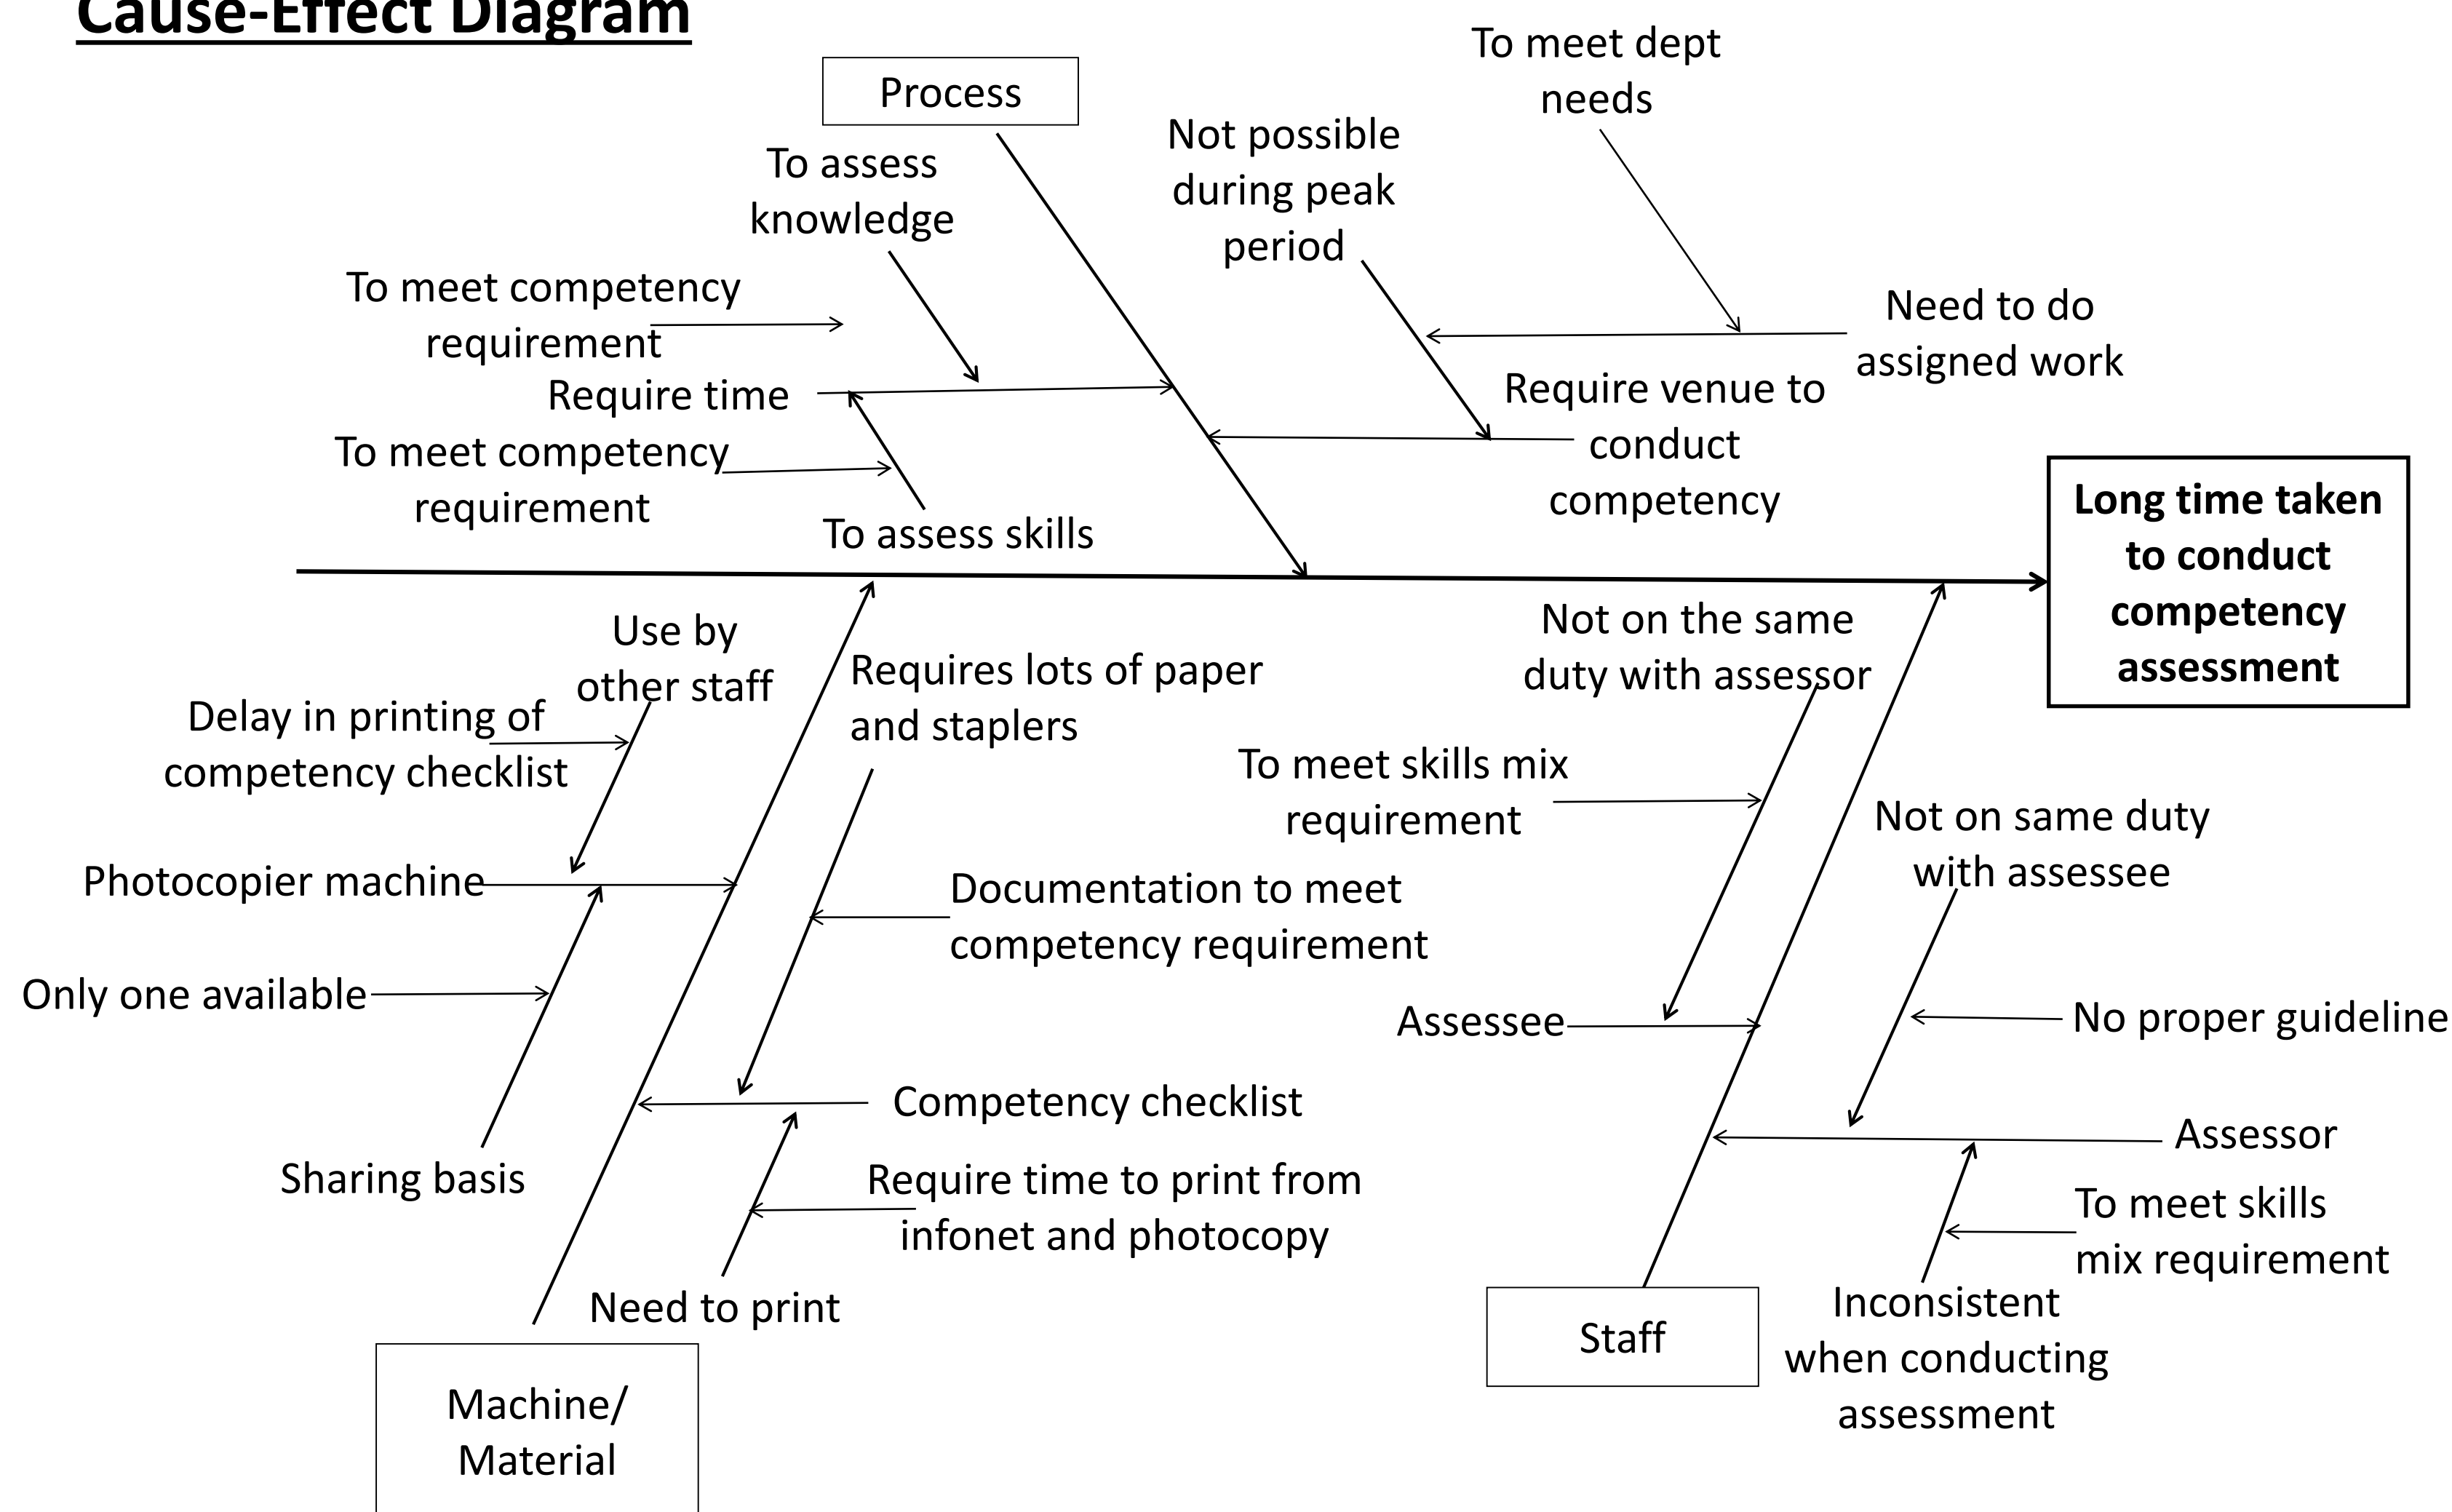 Cause-Effect Diagram
To meet dept
needs
Process
Not possible
during peak
period
To assess
knowledge
To meet competency
requirement
Need to do
assigned work
Require time
Require venue to
conduct
competency
To meet competency
requirement
To assess skills
Long time taken
to conduct
competency
assessment
Use by
other staff
Not on the same
duty with assessor
Requires lots of paper
and staplers
Delay in printing of
competency checklist
To meet skills mix
requirement
Not on same duty
with assessee
Photocopier machine
Documentation to meet
competency requirement
Only one available
Assessee
No proper guideline
Competency checklist
Assessor
Sharing basis
Require time to print from
infonet and photocopy
To meet skills
mix requirement
Need to print
Inconsistent
when conducting
assessment
Staff
Machine/
Material